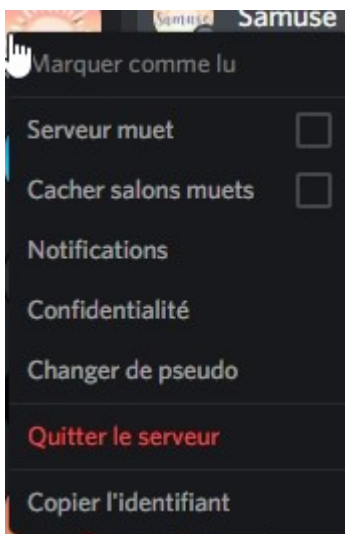 Samuse
Samuse
Marquer comme lu
Serveur muet
Cacher salons muets
Notifications
Confidentialité
Changer de pseudo
Quitter le serveur
Copier l'identifiant